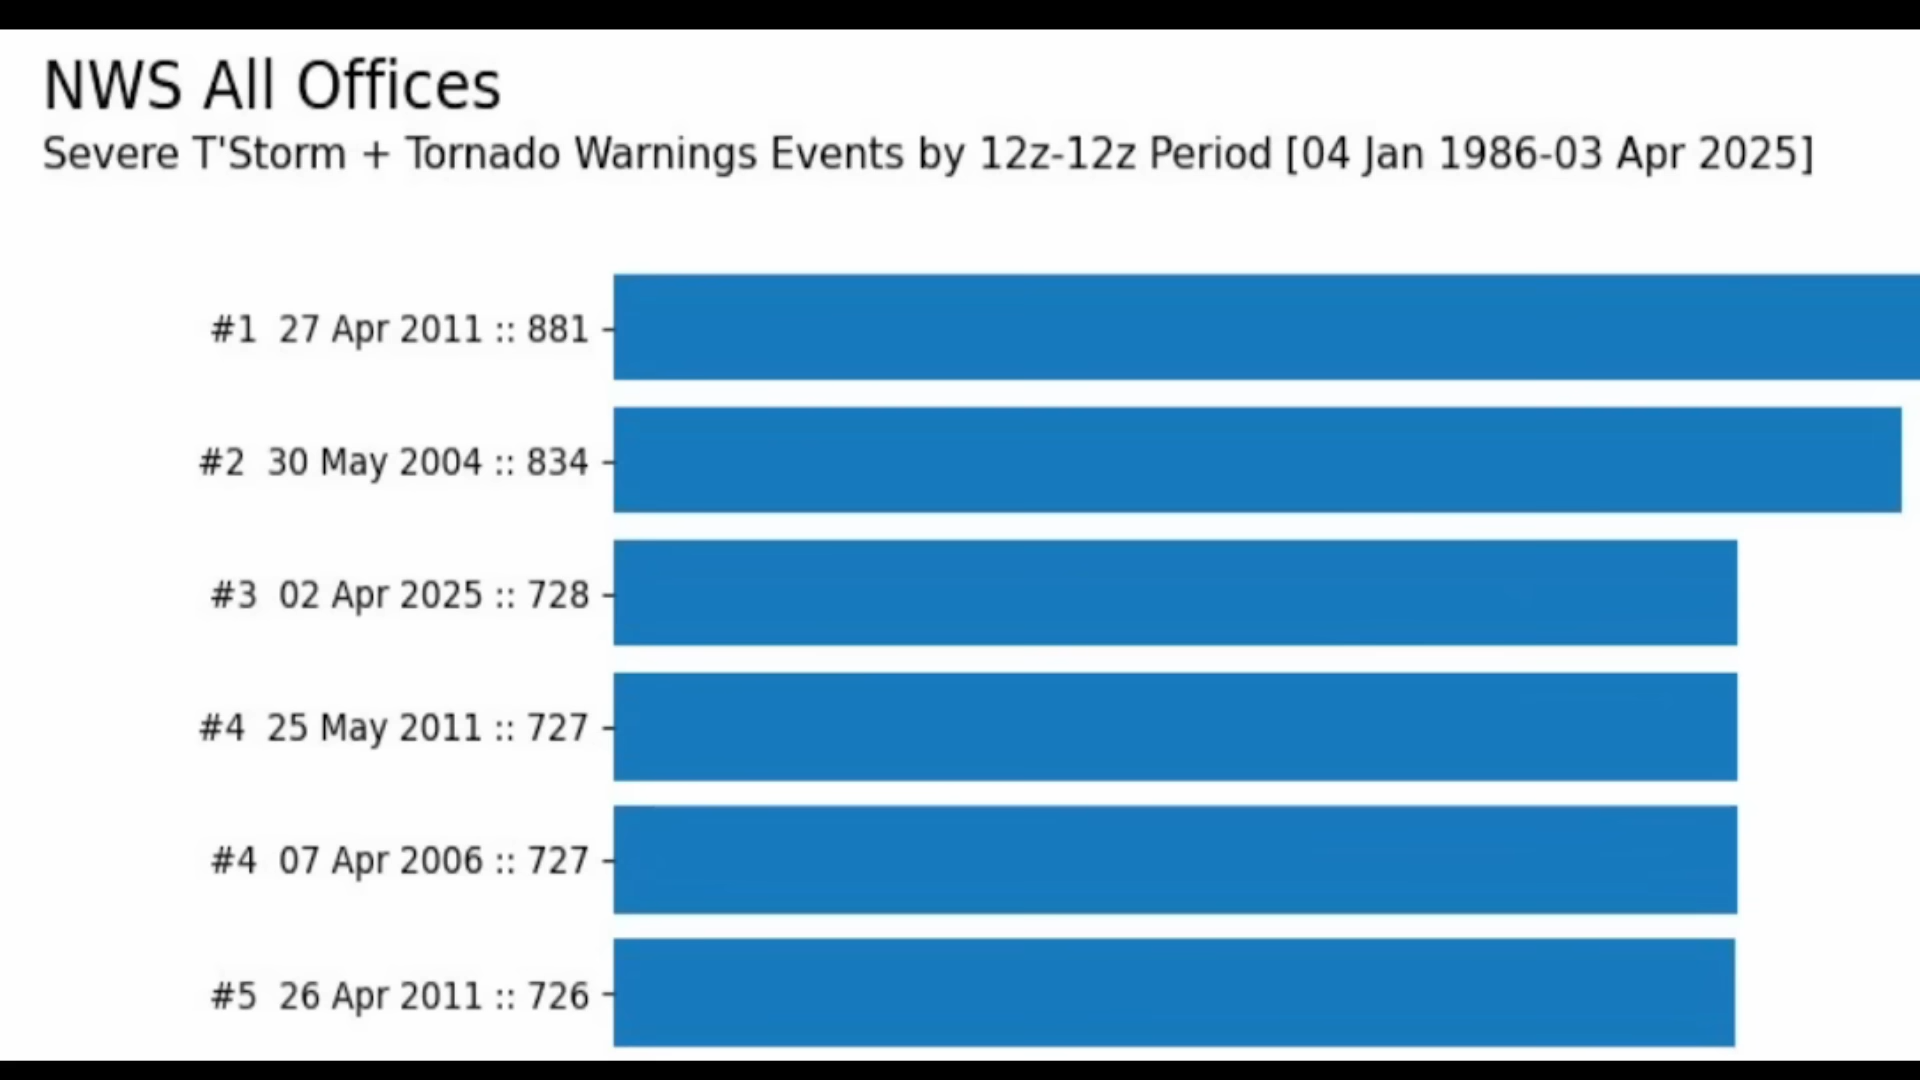 NWS All Offices
Severe T'Storm + Tornado Warnings Events by 12z-12z Period [04 Jan 1986-03 Apr 2025]
#1 27 Apr 2011 :: 881
#2 30 May 2004 :: 834
#3 02 Apr 2025 :: 728
#4 25 May 2011 :: 727
#4 07 Apr 2006 :: 727
#5 26 Apr 2011 :: 726